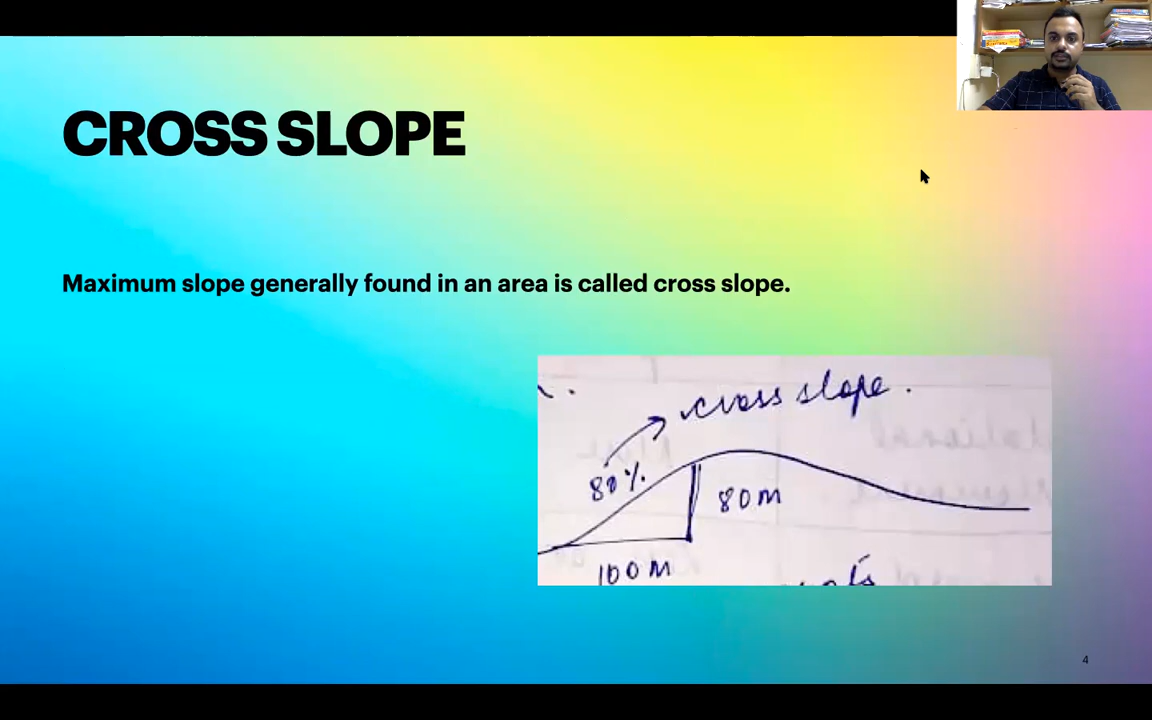 CROSS SLOPE
Maximum slope generally found in an area is called cross slope.
cross slope.
80%
80m
100m
4